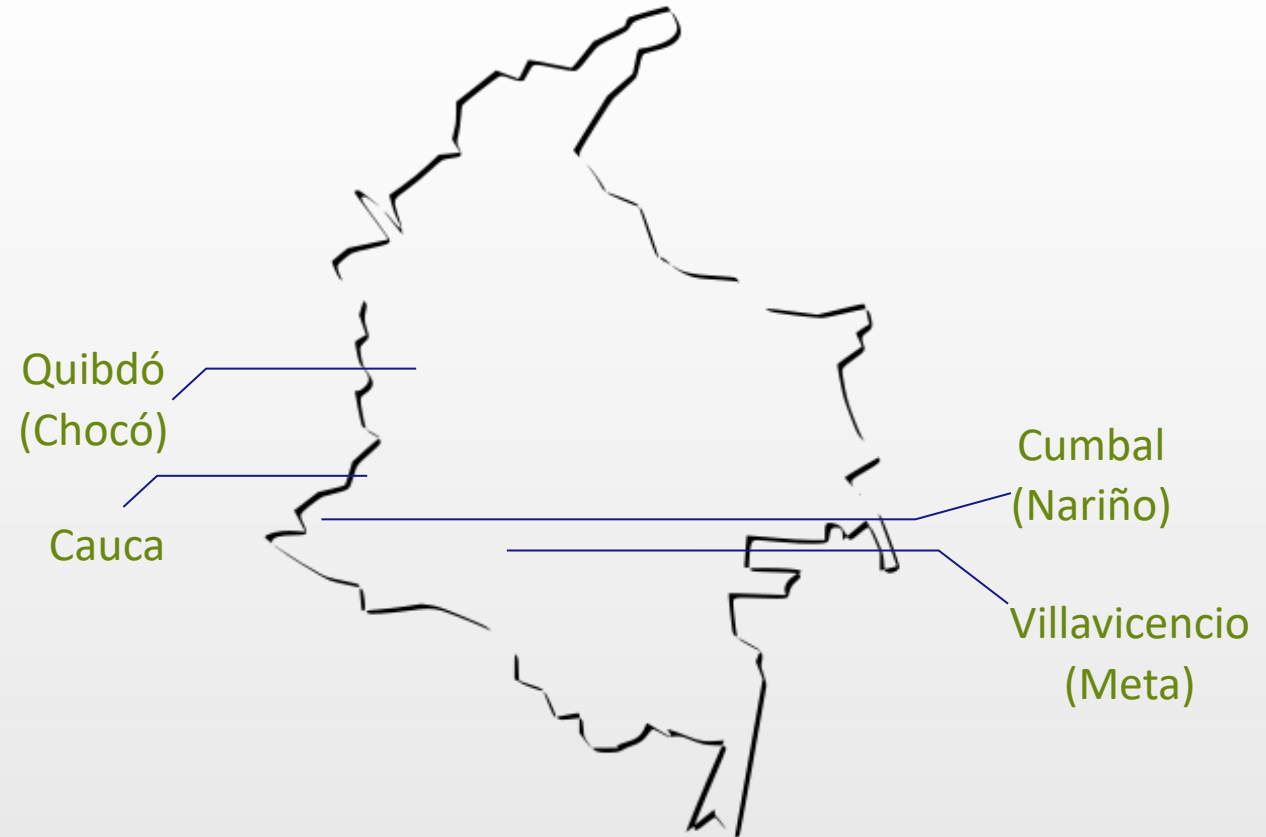 Quibdó
(Chocó)
Cauca
Cumbal
(Nariño)
Villavicencio
(Meta)